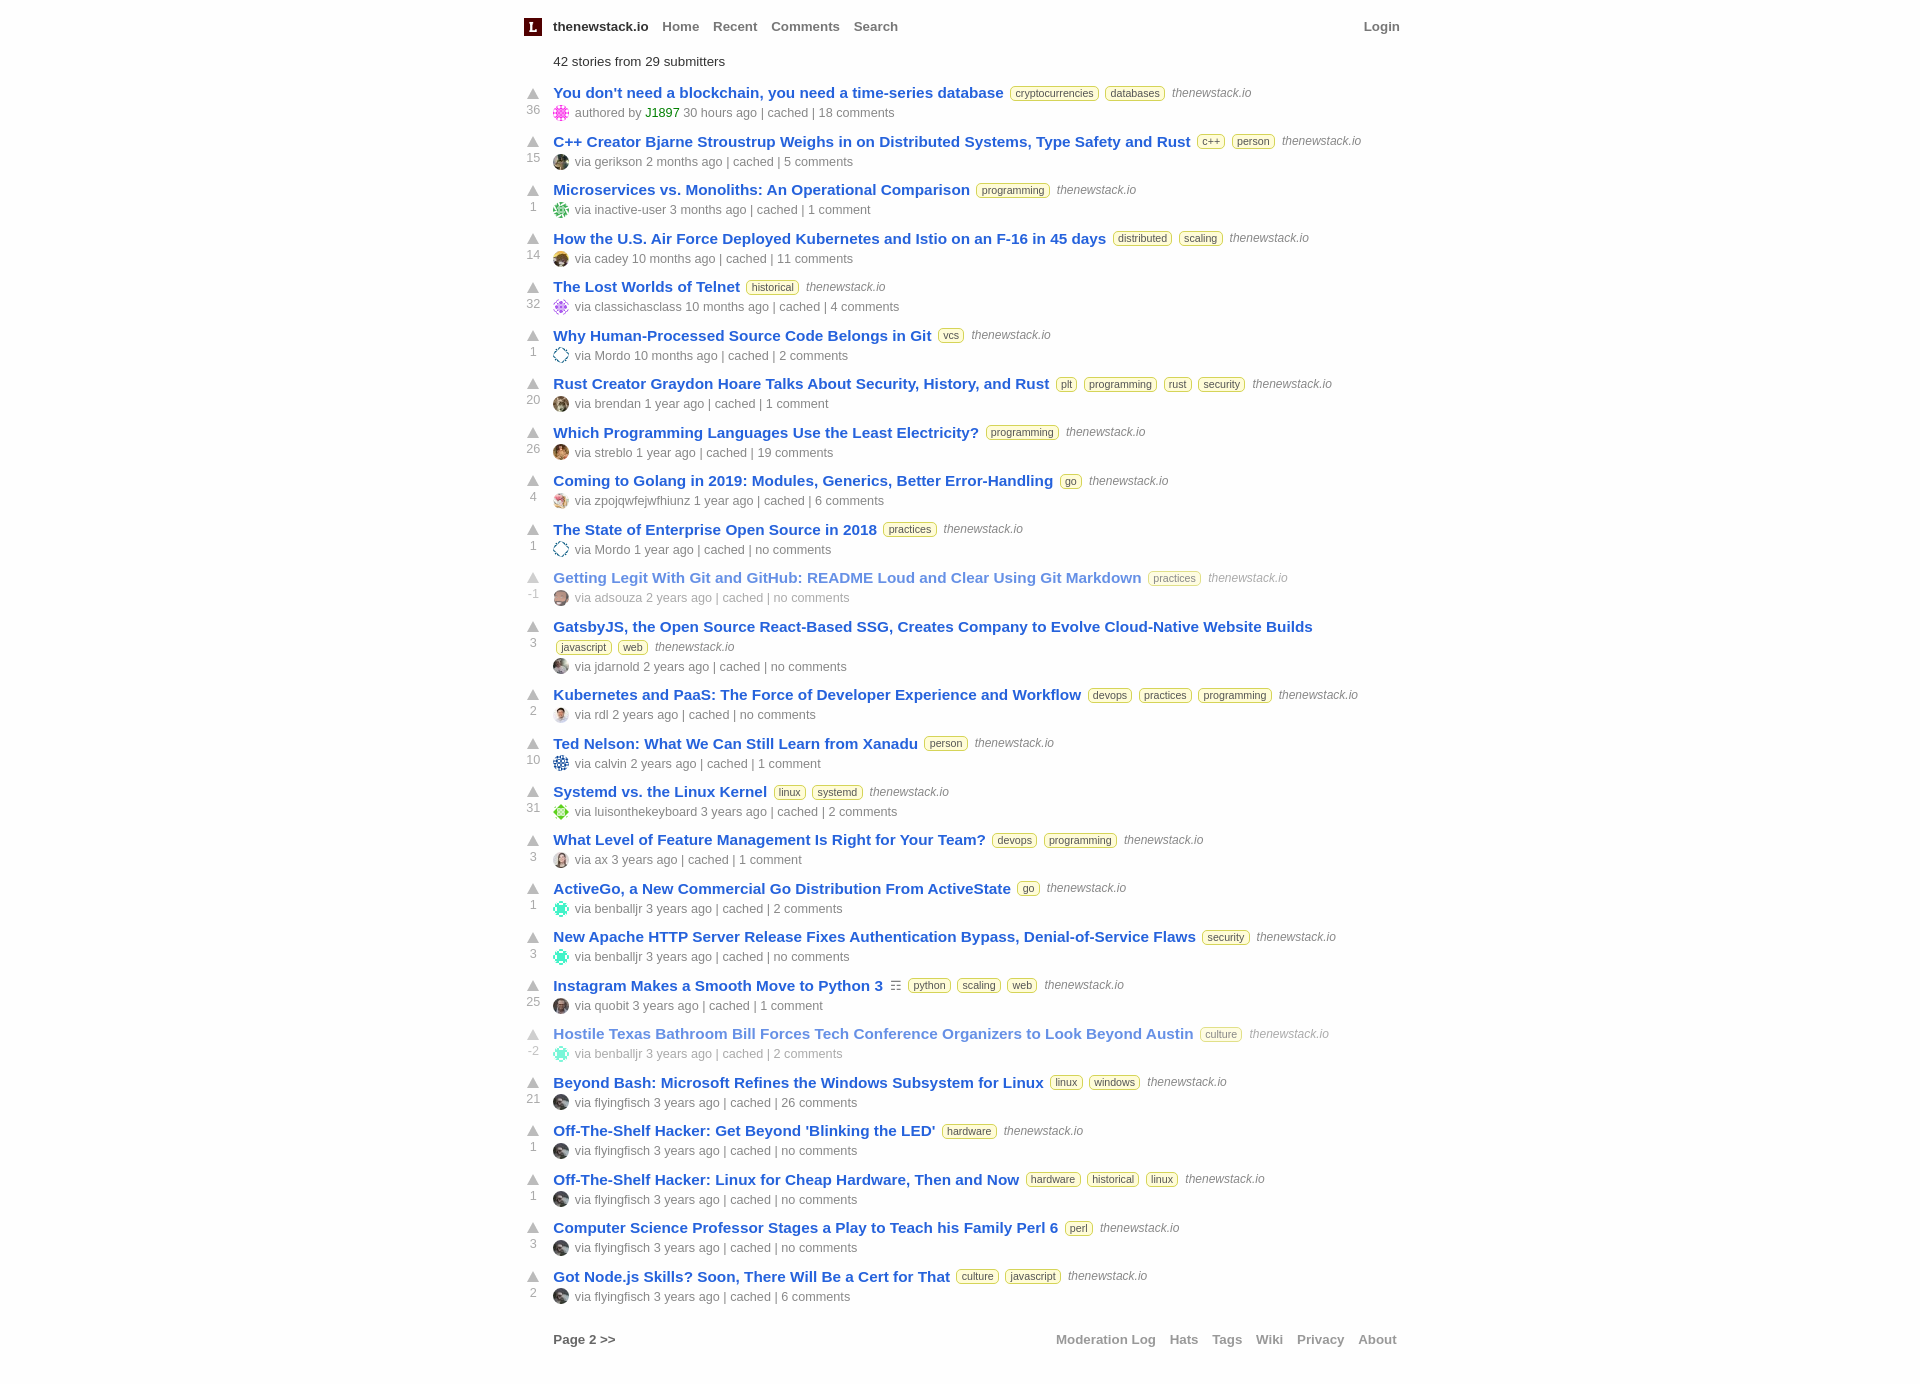 L thenewstack.io Home Recent Comments Search Login
42 stories from 29 submitters
You don't need a blockchain, you need a time-series database cryptocurrencies databases thenewstack.io
36 authored by J1897 30 hours ago | cached | 18 comments
C++ Creator Bjarne Stroustrup Weighs in on Distributed Systems, Type Safety and Rust c++ person thenewstack.io
15 via gerikson 2 months ago | cached | 5 comments
Microservices vs. Monoliths: An Operational Comparison programming thenewstack.io
1 via inactive-user 3 months ago | cached | 1 comment
How the U.S. Air Force Deployed Kubernetes and Istio on an F-16 in 45 days distributed scaling thenewstack.io
14 via cadey 10 months ago | cached | 11 comments
The Lost Worlds of Telnet historical thenewstack.io
32 via classichasclass 10 months ago | cached | 4 comments
Why Human-Processed Source Code Belongs in Git vcs thenewstack.io
1 via Mordo 10 months ago | cached | 2 comments
Rust Creator Graydon Hoare Talks About Security, History, and Rust plt programming rust security thenewstack.io
20 via brendan 1 year ago | cached | 1 comment
Which Programming Languages Use the Least Electricity? programming thenewstack.io
26 via streblo 1 year ago | cached | 19 comments
Coming to Golang in 2019: Modules, Generics, Better Error-Handling go thenewstack.io
4 via zpojqwfejwfhiunz 1 year ago | cached | 6 comments
The State of Enterprise Open Source in 2018 practices thenewstack.io
1 via Mordo 1 year ago | cached | no comments
Getting Legit With Git and GitHub: README Loud and Clear Using Git Markdown practices thenewstack.io
-1 via adsouza 2 years ago | cached | no comments
GatsbyJS, the Open Source React-Based SSG, Creates Company to Evolve Cloud-Native Website Builds
3 javascript web thenewstack.io
via jdarnold 2 years ago | cached | no comments
Kubernetes and PaaS: The Force of Developer Experience and Workflow devops practices programming thenewstack.io
2 via rdl 2 years ago | cached | no comments
Ted Nelson: What We Can Still Learn from Xanadu person thenewstack.io
10 via calvin 2 years ago | cached | 1 comment
Systemd vs. the Linux Kernel linux systemd thenewstack.io
31 via luisonthekeyboard 3 years ago | cached | 2 comments
What Level of Feature Management Is Right for Your Team? devops programming thenewstack.io
3 via ax 3 years ago | cached | 1 comment
ActiveGo, a New Commercial Go Distribution From ActiveState go thenewstack.io
1 via benballjr 3 years ago | cached | 2 comments
New Apache HTTP Server Release Fixes Authentication Bypass, Denial-of-Service Flaws security thenewstack.io
3 via benballjr 3 years ago | cached | no comments
Instagram Makes a Smooth Move to Python 3 ☶ python scaling web thenewstack.io
25 via quobit 3 years ago | cached | 1 comment
Hostile Texas Bathroom Bill Forces Tech Conference Organizers to Look Beyond Austin culture thenewstack.io
-2 via benballjr 3 years ago | cached | 2 comments
Beyond Bash: Microsoft Refines the Windows Subsystem for Linux linux windows thenewstack.io
21 via flyingfisch 3 years ago | cached | 26 comments
Off-The-Shelf Hacker: Get Beyond 'Blinking the LED' hardware thenewstack.io
1 via flyingfisch 3 years ago | cached | no comments
Off-The-Shelf Hacker: Linux for Cheap Hardware, Then and Now hardware historical linux thenewstack.io
1 via flyingfisch 3 years ago | cached | no comments
Computer Science Professor Stages a Play to Teach his Family Perl 6 perl thenewstack.io
3 via flyingfisch 3 years ago | cached | no comments
Got Node.js Skills? Soon, There Will Be a Cert for That culture javascript thenewstack.io
2 via flyingfisch 3 years ago | cached | 6 comments
Page 2 >> Moderation Log Hats Tags Wiki Privacy About